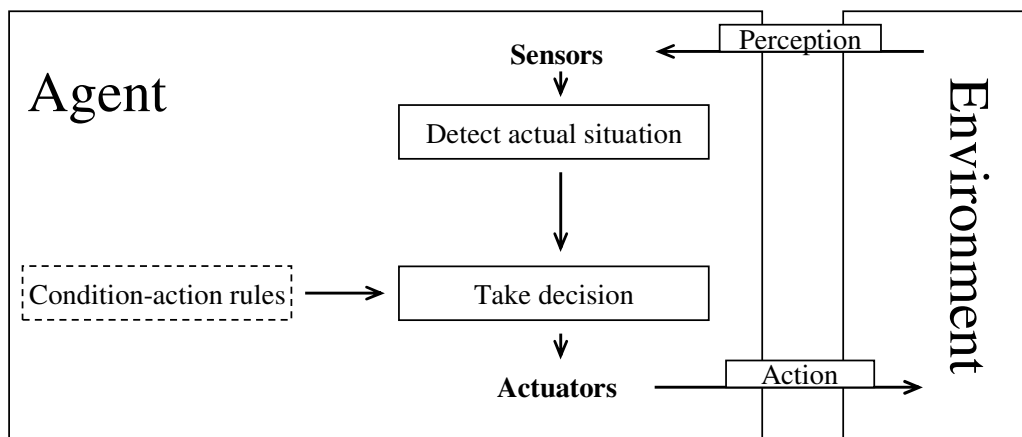 Perception
Sensors
Agent
Environment
Detect actual situation
Condition-action rules
Take decision
Actuators
Action